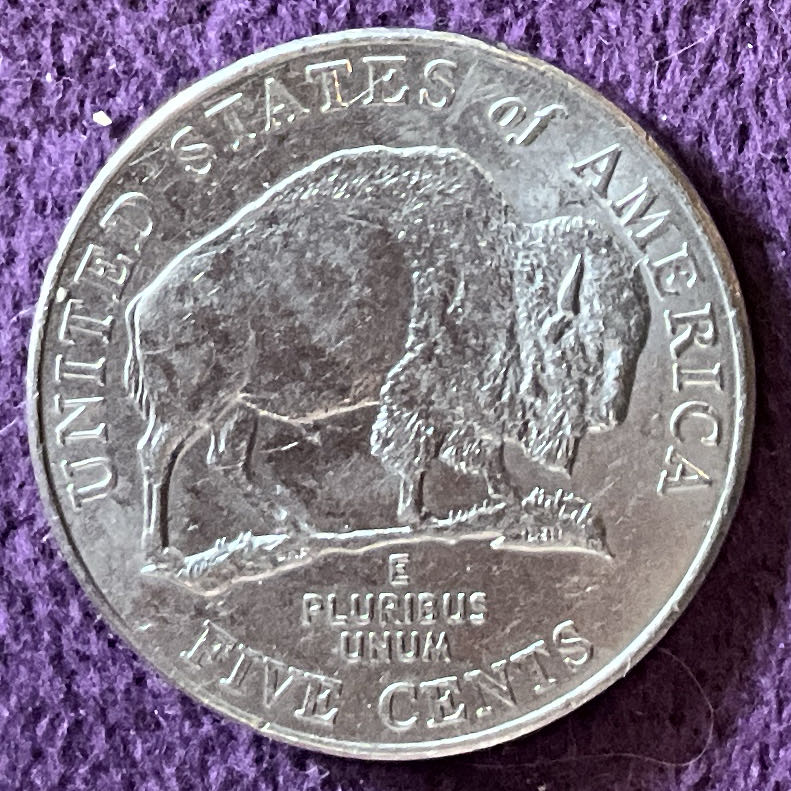 UNITED STATES of AMERICA
E
PLURIBUS
UNUM
FIVE CENTS